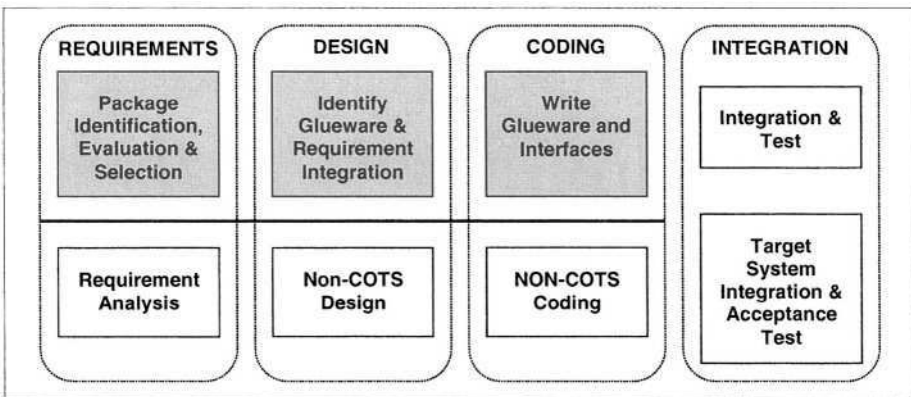 REQUIREMENTS
Package
Identification,
Evaluation &
Selection
Requirement
Analysis
DESIGN
Identify
Glueware &
Requirement
Integration
Non-COTS
Design
CODING
Write
Glueware and
Interfaces
NON-COTS
Coding
INTEGRATION
Integration &
Test
Target
System
Integration &
Acceptance
Test